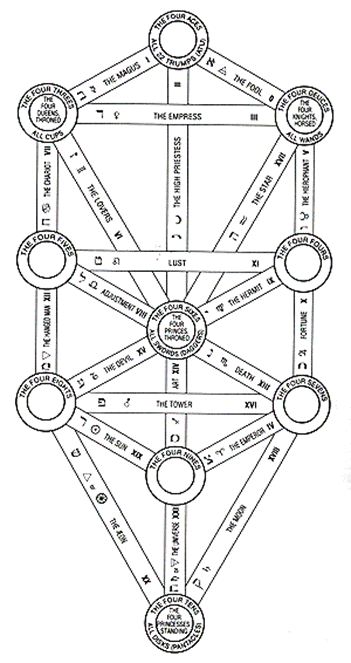 THE FOUR ACES
ALL 22 TRUMPS (ATU)
THE MAGUS I
THE FOOL 0
א
THE FOUR THREES
THE
FOUR
QUEENS,
THRONED
ALL CUPS
II
THE FOUR DEUCES
THE
FOUR
KNIGHTS,
HORSED
ALL WANDS
THE EMPRESS III
THE HIGH PRIESTESS
THE CHARIOT VII
THE LOVERS VI
THE STAR XVII
THE HIEROPHANT V
THE FOUR FIVES
LUST XI
THE FOUR FOURS
ADJUSTMENT VIII
THE HERMIT IX
THE HANGED MAN XII
THE FOUR SIXES
THE
FOUR
PRINCES,
THRONED
ALL SWORDS (DAGGERS)
FORTUNE X
THE DEVIL XV
ART XIV
DEATH XIII
THE FOUR EIGHTS
THE TOWER XVI
THE FOUR SEVENS
THE SUN XIX
THE EMPEROR IV
THE FOUR NINES
THE ÆON XX
THE UNIVERSE XXI
THE MOON XVIII
THE FOUR TENS
THE
FOUR
PRINCESSES
STANDING
ALL DISKS (PANTACLES)